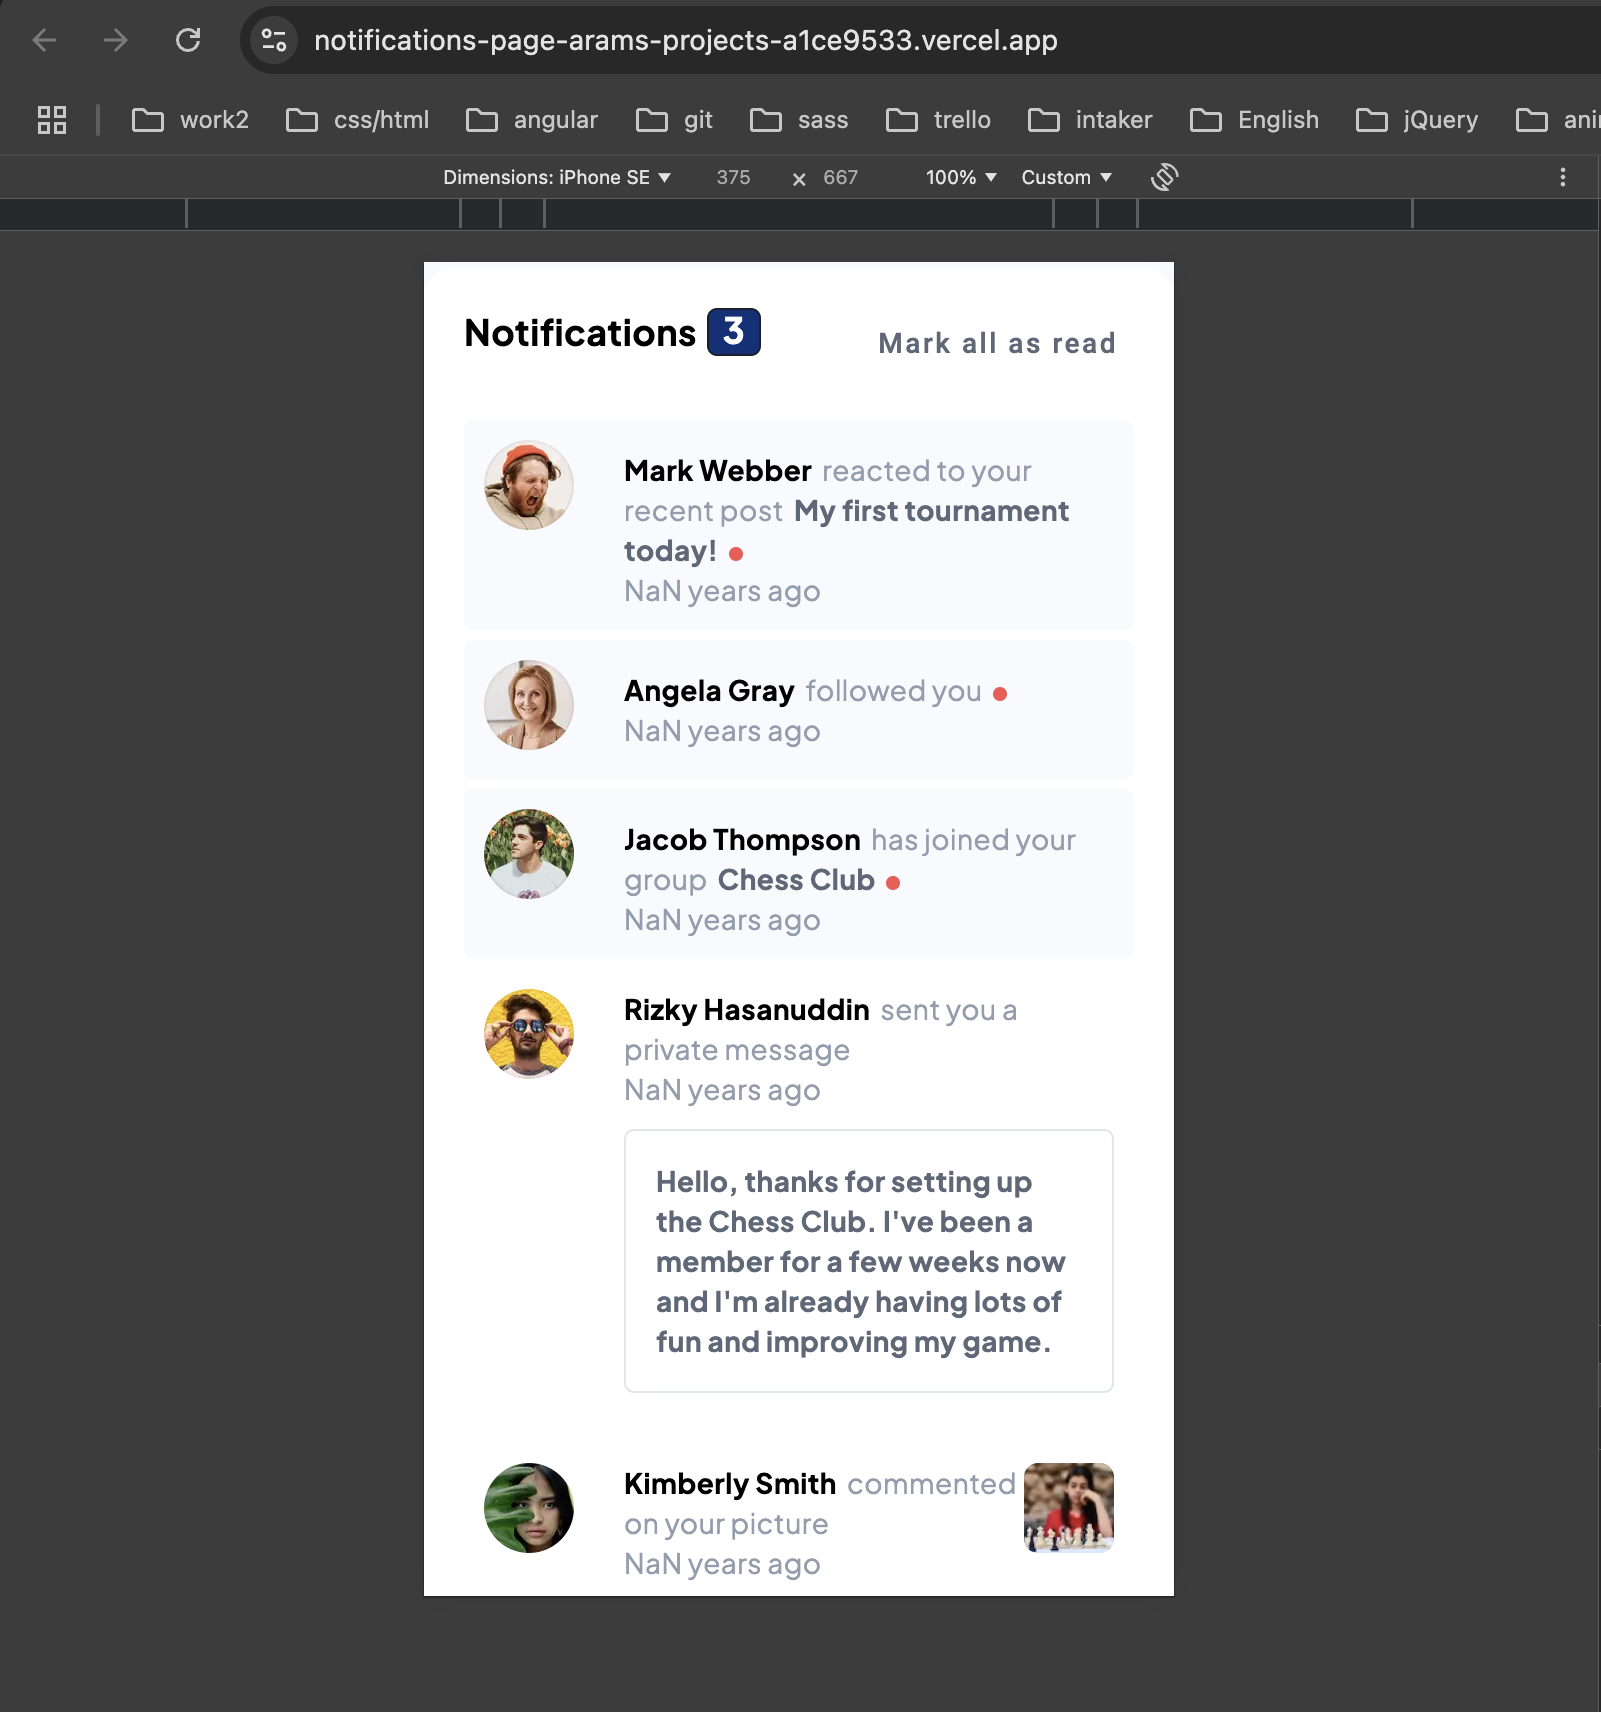 notifications-page-arams-projects-a1ce9533.vercel.app
work2 css/html angular git sass trello intaker English jQuery
Dimensions: iPhone SE 375 × 667 100% Custom
Notifications 3
Mark all as read
Mark Webber reacted to your
recent post My first tournament
today!
NaN years ago
Angela Gray followed you
NaN years ago
Jacob Thompson has joined your
group Chess Club
NaN years ago
Rizky Hasanuddin sent you a
private message
NaN years ago
Hello, thanks for setting up
the Chess Club. I've been a
member for a few weeks now
and I'm already having lots of
fun and improving my game.
Kimberly Smith commented
on your picture
NaN years ago